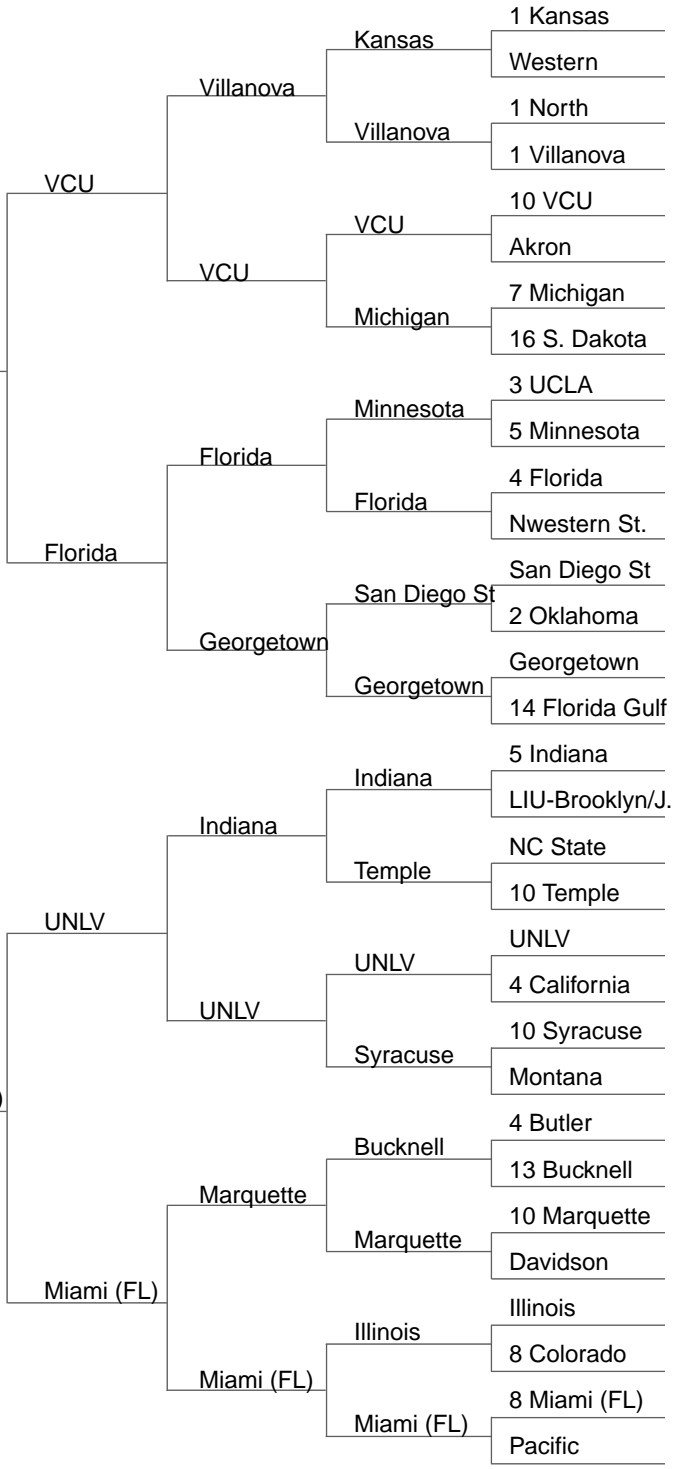 1 Kansas
Kansas
Western
Villanova
1 North
Villanova
1 Villanova
VCU
10 VCU
VCU
Akron
VCU
7 Michigan
Michigan
16 S. Dakota
3 UCLA
Minnesota
5 Minnesota
Florida
4 Florida
Florida
Nwestern St.
Florida
San Diego St
San Diego St
2 Oklahoma
Georgetown
Georgetown
Georgetown
14 Florida Gulf
5 Indiana
Indiana
LIU-Brooklyn/J.
Indiana
NC State
Temple
10 Temple
UNLV
UNLV
UNLV
4 California
UNLV
10 Syracuse
Syracuse
Montana
)
4 Butler
Bucknell
13 Bucknell
Marquette
10 Marquette
Marquette
Davidson
Miami (FL)
Illinois
Illinois
8 Colorado
Miami (FL)
8 Miami (FL)
Miami (FL)
Pacific